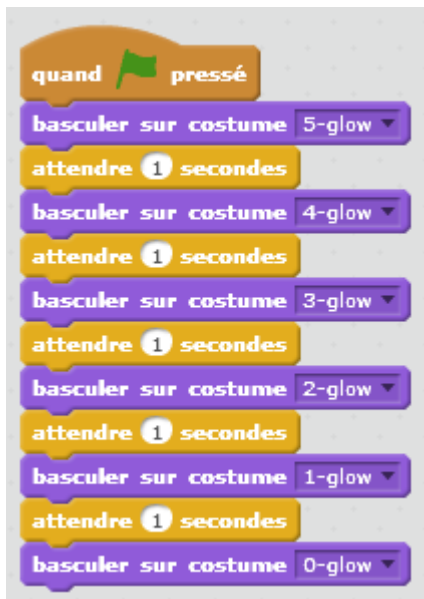 quand pressé
basculer sur costume 5-glow
attendre 1 secondes
basculer sur costume 4-glow
attendre 1 secondes
basculer sur costume 3-glow
attendre 1 secondes
basculer sur costume 2-glow
attendre 1 secondes
basculer sur costume 1-glow
attendre 1 secondes
basculer sur costume 0-glow